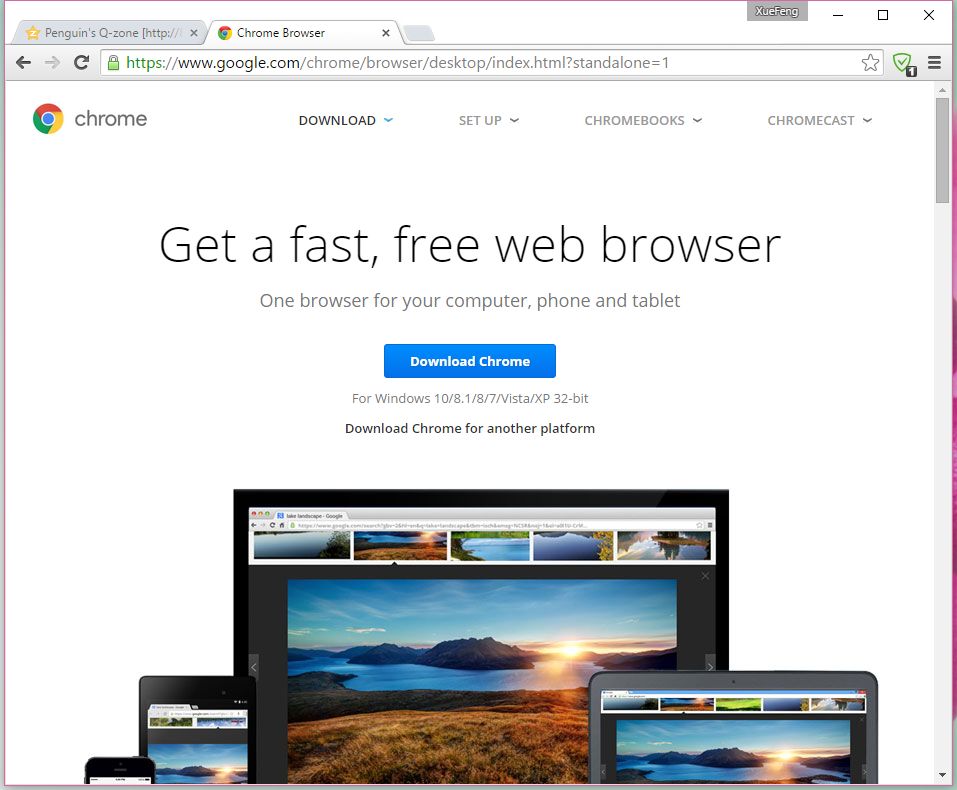 XueFeng
Penguin's Q-zone [http://
Chrome Browser
https://www.google.com/chrome/browser/desktop/index.html?standalone=1
1
chrome
DOWNLOAD
SET UP
CHROMEBOOKS
CHROMECAST
Get a fast, free web browser
One browser for your computer, phone and tablet
Download Chrome
For Windows 10/8.1/8/7/Vista/XP 32-bit
Download Chrome for another platform
lake landscape - Google